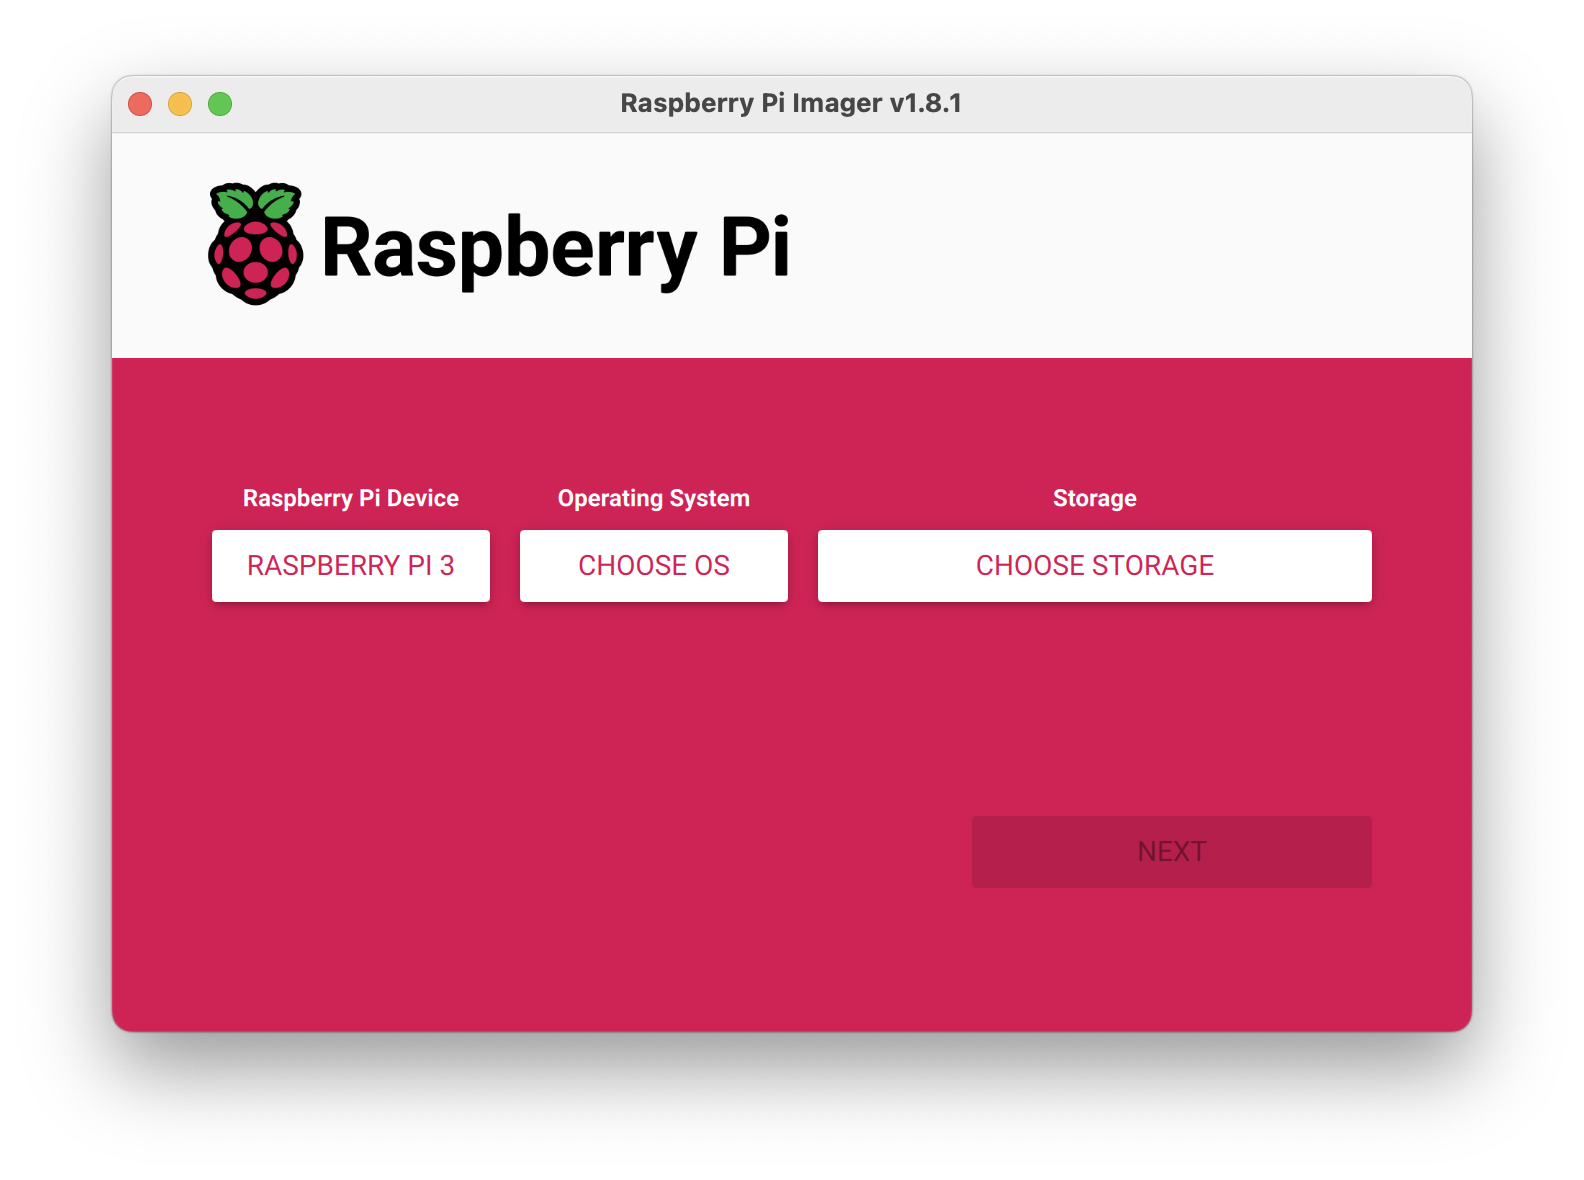 Raspberry Pi Imager v1.8.1
Raspberry Pi
Raspberry Pi Device
Operating System
Storage
RASPBERRY PI 3
CHOOSE OS
CHOOSE STORAGE
NEXT